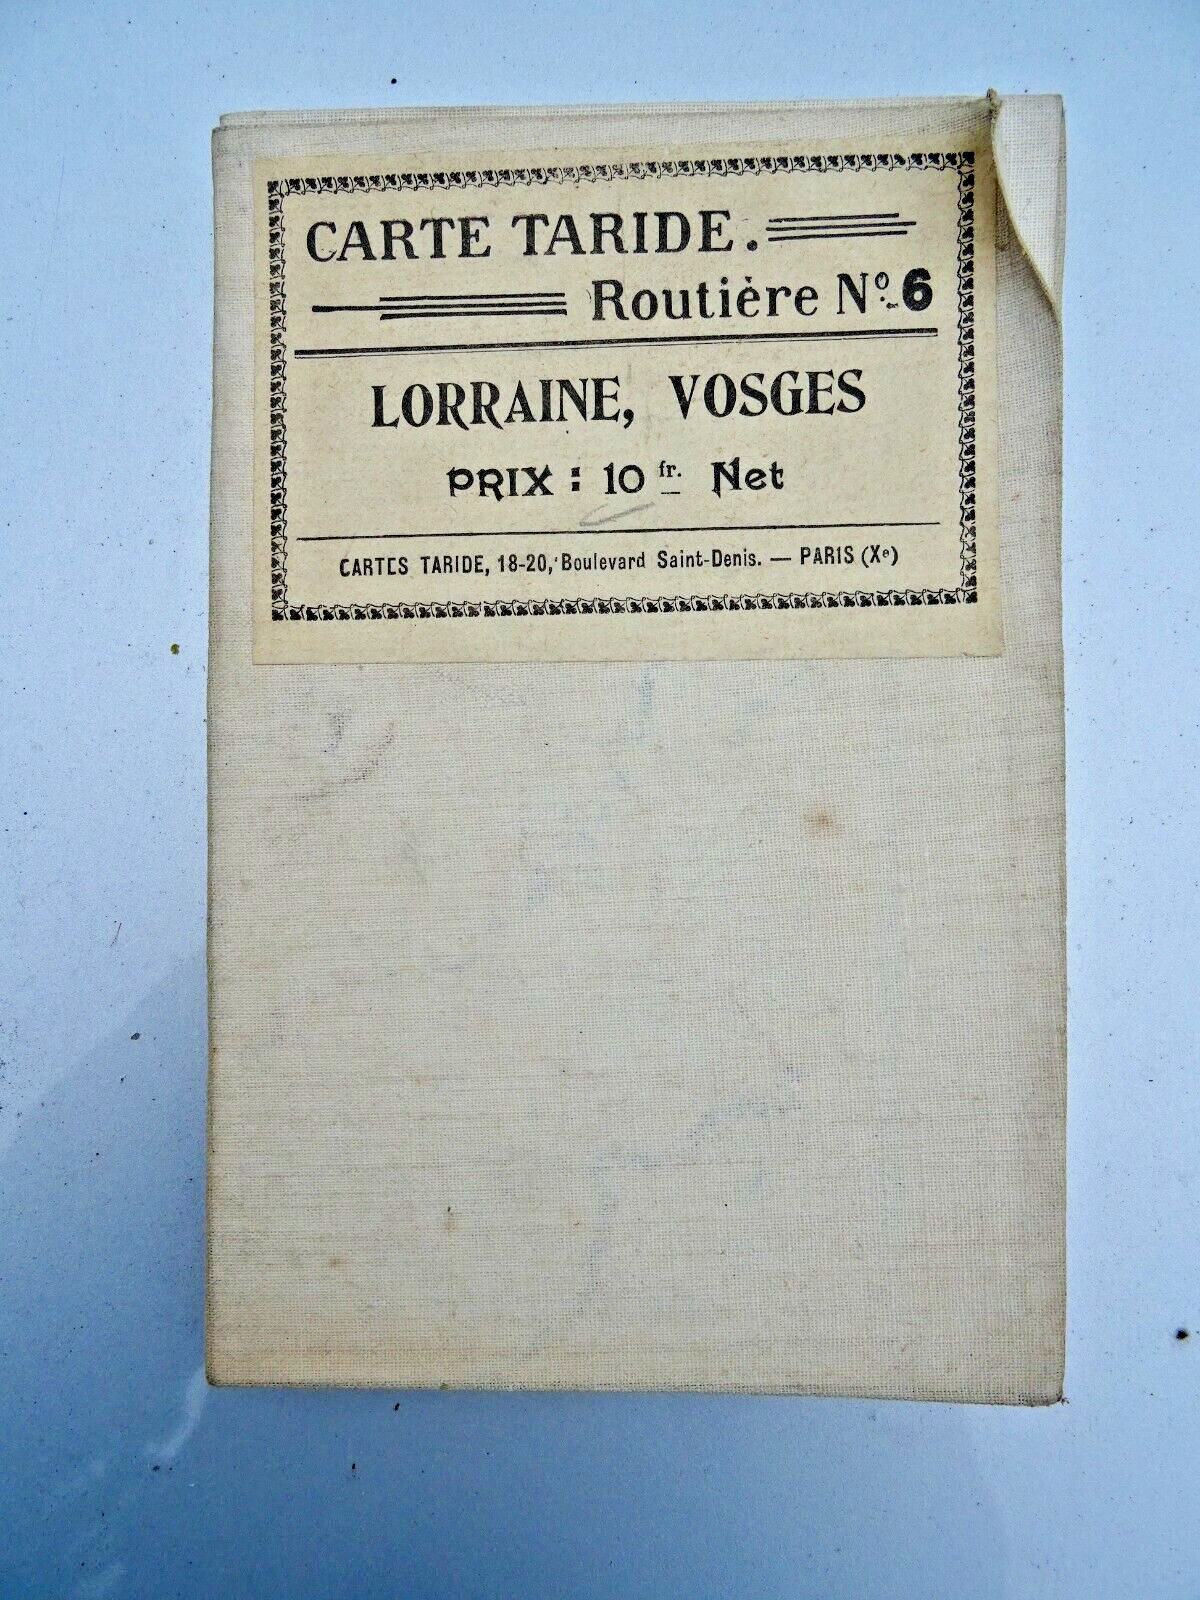 CARTE TARIDE.
Routière Nº 6
LORRAINE, VOSGES
PRIX : 10 fr. Net
CARTES TARIDE, 18-20, Boulevard Saint-Denis. — PARIS (Xe)